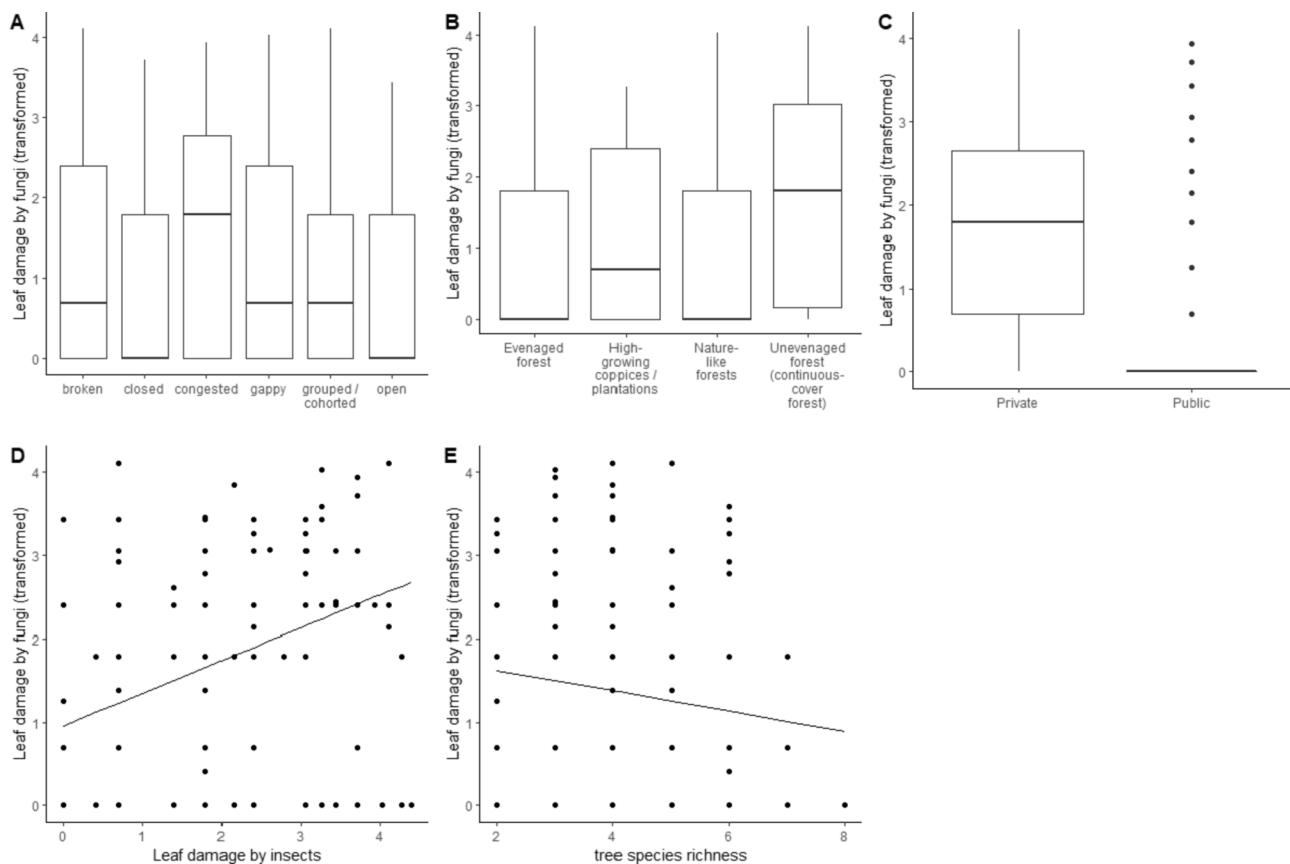 A
Leaf damage by fungi (transformed)
4
3
2
1
0
broken
closed
congested
gappy
grouped /
cohorted
open
B
Leaf damage by fungi (transformed)
4
3
2
1
0
Evenaged
forest
High-
growing
coppices /
plantations
Nature-
like
forests
Unevenaged
forest
(continuous-
cover
forest)
C
Leaf damage by fungi (transformed)
4
3
2
1
0
Private
Public
D
Leaf damage by fungi (transformed)
4
3
2
1
0
0 1 2 3 4
Leaf damage by insects
E
Leaf damage by fungi (transformed)
4
3
2
1
0
2 4 6 8
tree species richness